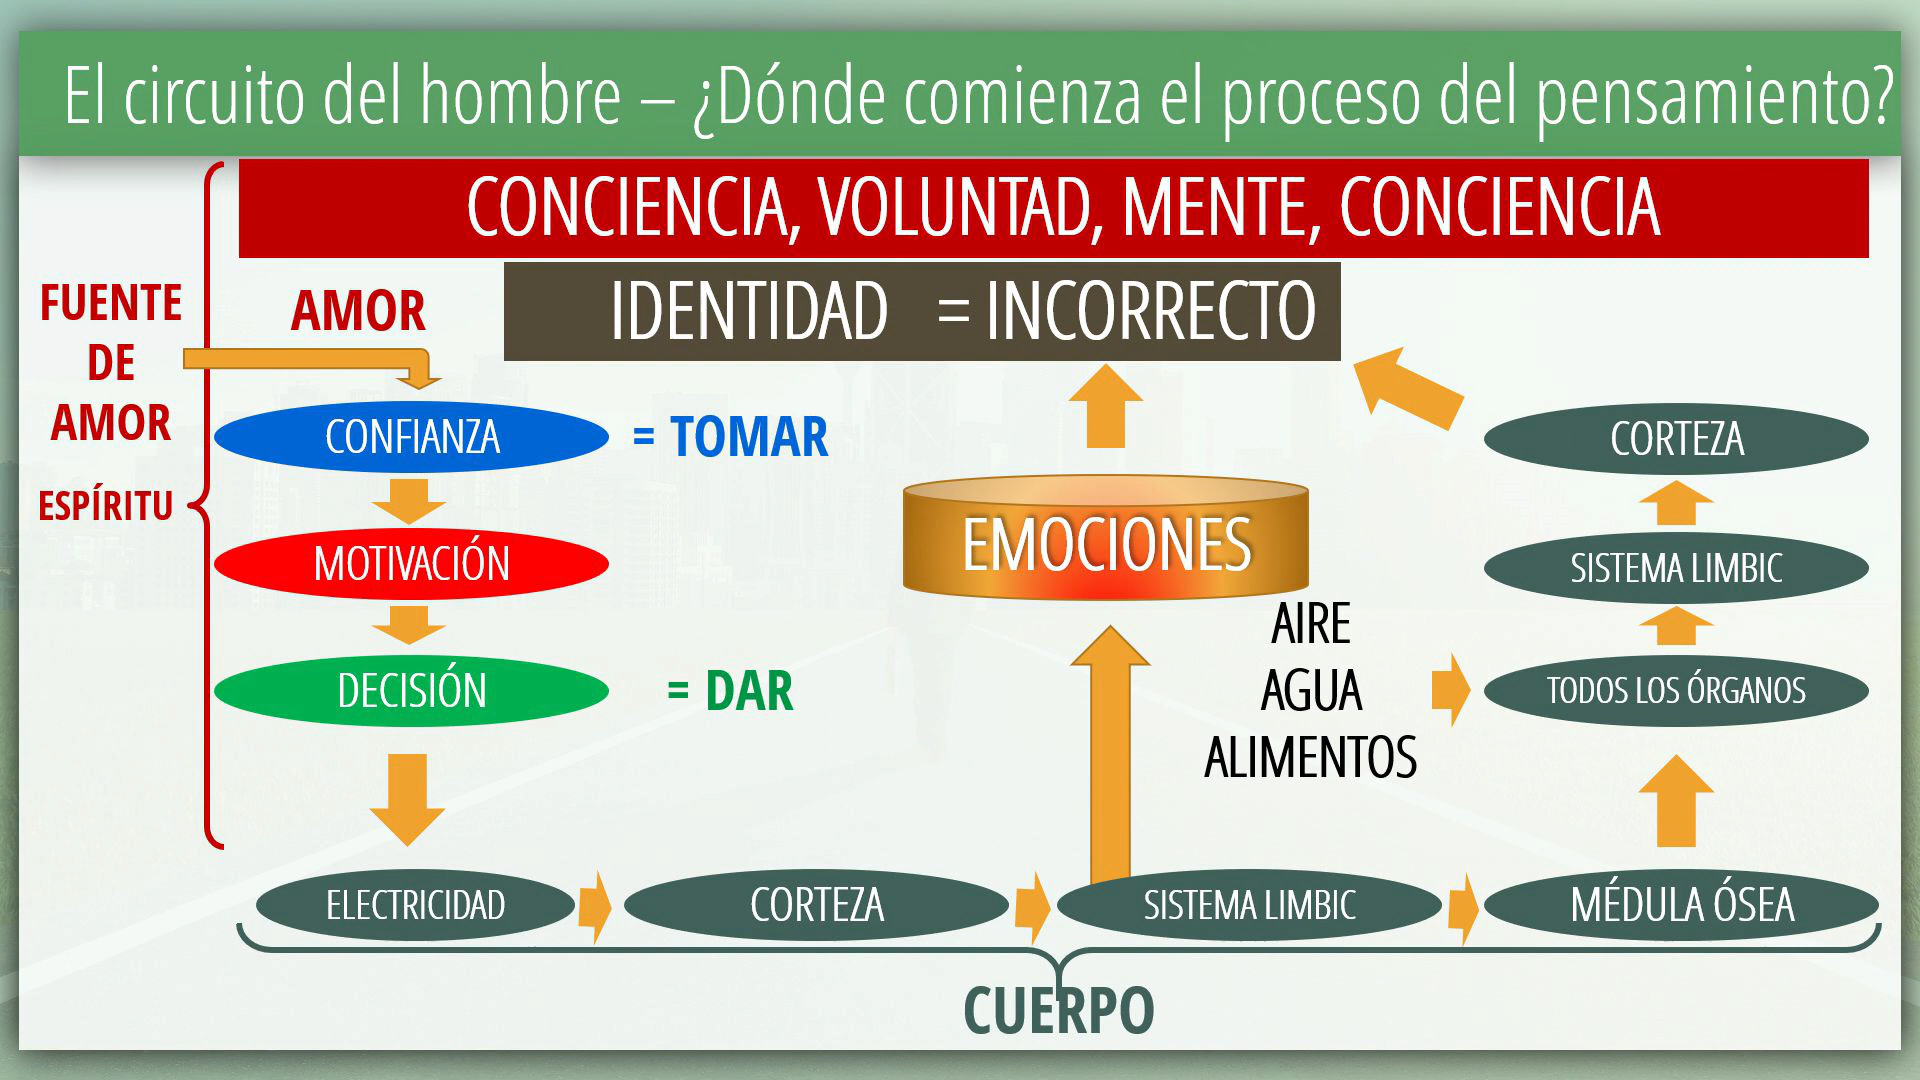 El circuito del hombre – ¿Dónde comienza el proceso del pensamiento?
CONCIENCIA, VOLUNTAD, MENTE, CONCIENCIA
IDENTIDAD = INCORRECTO
FUENTE
DE
AMOR
ESPÍRITU
AMOR
CONFIANZA
= TOMAR
MOTIVACIÓN
DECISIÓN
= DAR
EMOCIONES
AIRE
AGUA
ALIMENTOS
CORTEZA
SISTEMA LIMBIC
TODOS LOS ÓRGANOS
ELECTRICIDAD
CORTEZA
SISTEMA LIMBIC
MÉDULA ÓSEA
CUERPO